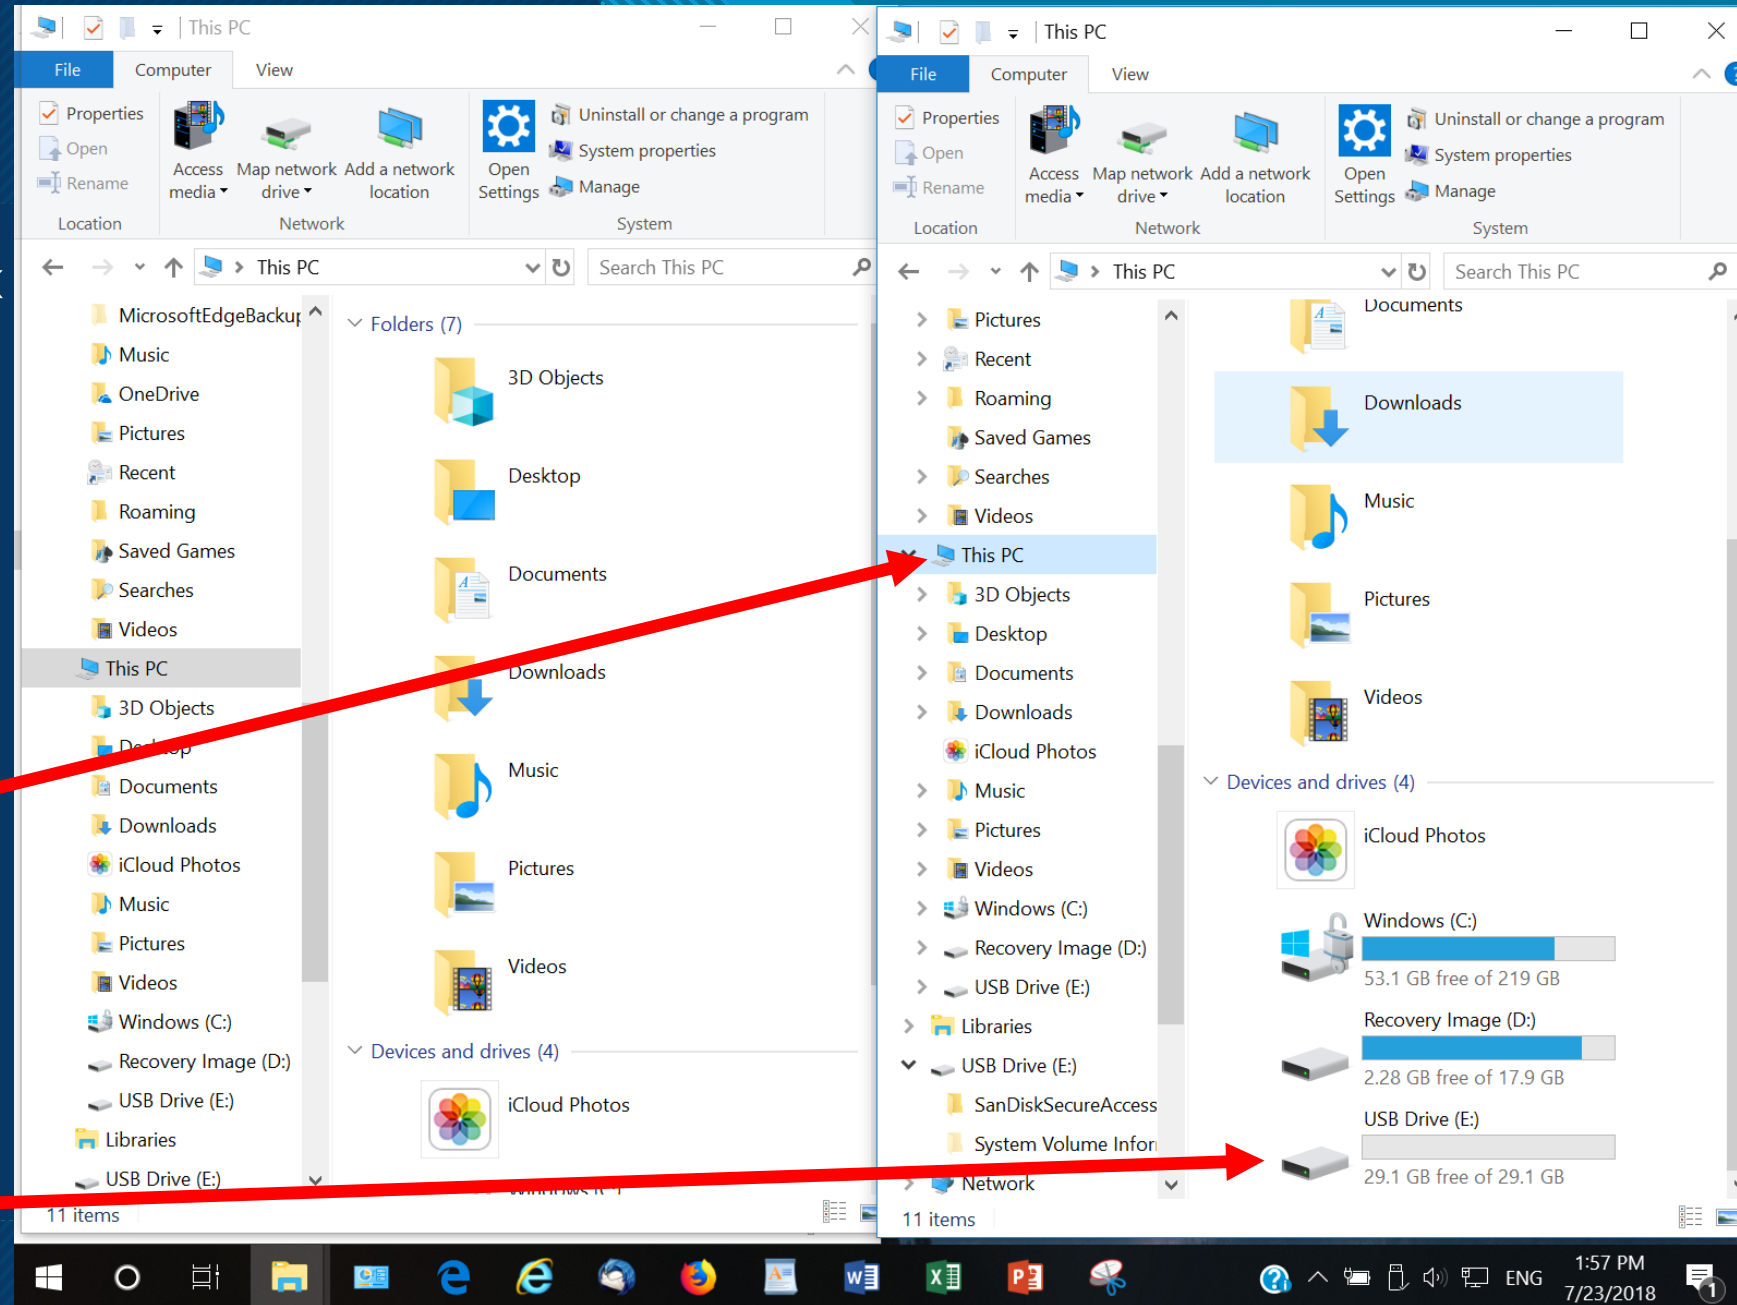 This PC
File Computer View
Properties
Open
Rename
Access media
Map network drive
Add a network location
Open Settings
Uninstall or change a program
System properties
Manage
Location Network System
This PC
Search This PC
MicrosoftEdgeBackup
Music
OneDrive
Pictures
Recent
Roaming
Saved Games
Searches
Videos
This PC
3D Objects
Desktop
Documents
Downloads
iCloud Photos
Music
Pictures
Videos
Windows (C:)
Recovery Image (D:)
USB Drive (E:)
Libraries
USB Drive (E:)
Folders (7)
3D Objects
Desktop
Documents
Downloads
Music
Pictures
Videos
Devices and drives (4)
iCloud Photos
Windows (C:)
11 items
This PC
File Computer View
Properties
Open
Rename
Access media
Map network drive
Add a network location
Open Settings
Uninstall or change a program
System properties
Manage
Location Network System
This PC
Search This PC
Pictures
Recent
Roaming
Saved Games
Searches
Videos
This PC
3D Objects
Desktop
Documents
Downloads
iCloud Photos
Music
Pictures
Videos
Windows (C:)
Recovery Image (D:)
USB Drive (E:)
Libraries
USB Drive (E:)
SanDiskSecureAccess
System Volume Infor
Network
Documents
Downloads
Music
Pictures
Videos
Devices and drives (4)
iCloud Photos
Windows (C:)
53.1 GB free of 219 GB
Recovery Image (D:)
2.28 GB free of 17.9 GB
USB Drive (E:)
29.1 GB free of 29.1 GB
11 items
ENG
1:57 PM
7/23/2018
1